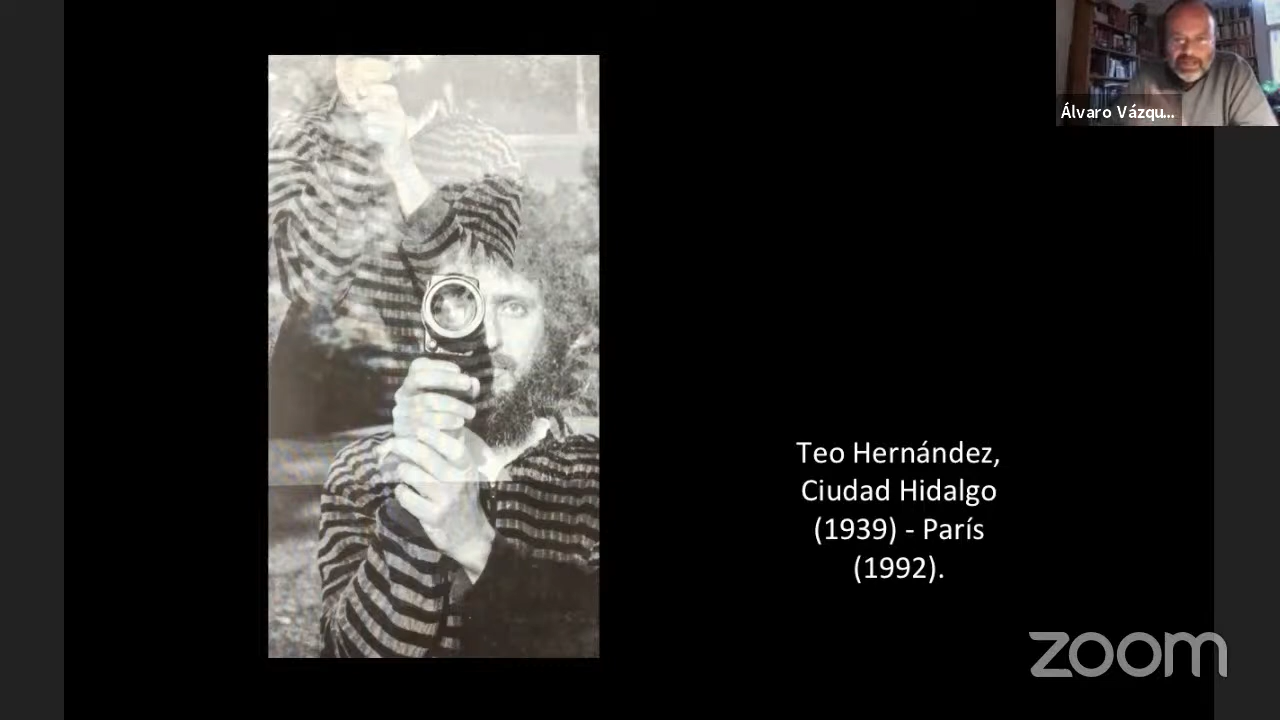 Álvaro Vázqu...
Teo Hernández,
Ciudad Hidalgo
(1939) - París
(1992).
zoom